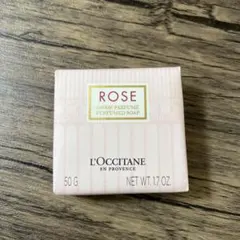 ROSE
SAVON PARFUMÉ
PERFUMED SOAP
L'OCCITANE
EN PROVENCE
50 G NET WT. 1.7 OZ.